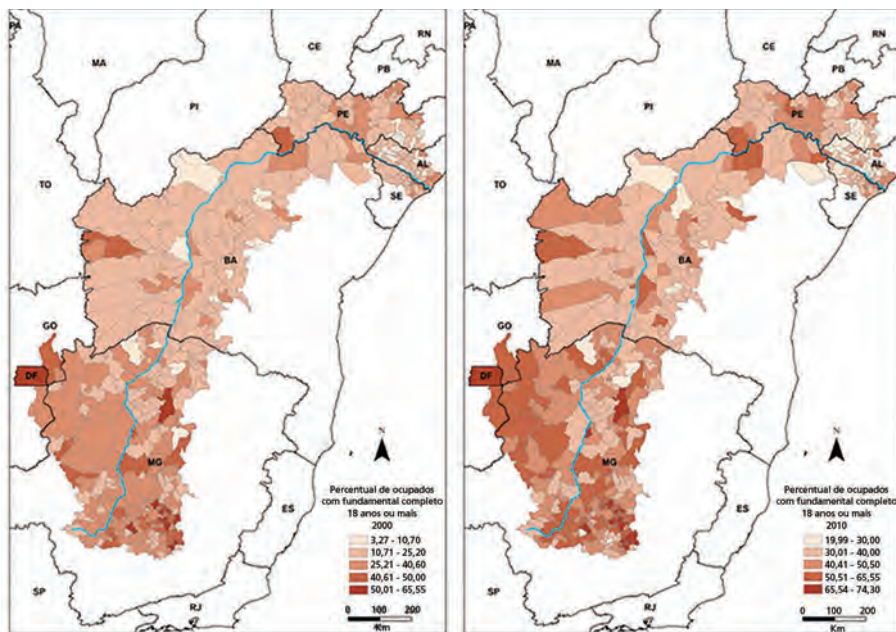 PA
MA
CE
RN
PB
PI
PE
AL
SE
TO
BA
GO
DF
MG
ES
SP
RJ
N
Percentual de ocupados
com fundamental completo
18 anos ou mais
2000
3,27 - 10,70
10,71 - 25,20
25,21 - 40,60
40,61 - 50,00
50,01 - 65,55
100 0 100 200
Km
PA
MA
CE
RN
PB
PI
PE
AL
SE
TO
BA
GO
DF
MG
ES
SP
RJ
N
Percentual de ocupados
com fundamental completo
18 anos ou mais
2010
19,99 - 30,00
30,01 - 40,00
40,41 - 50,50
50,51 - 65,55
65,54 - 74,30
100 0 100 200
Km